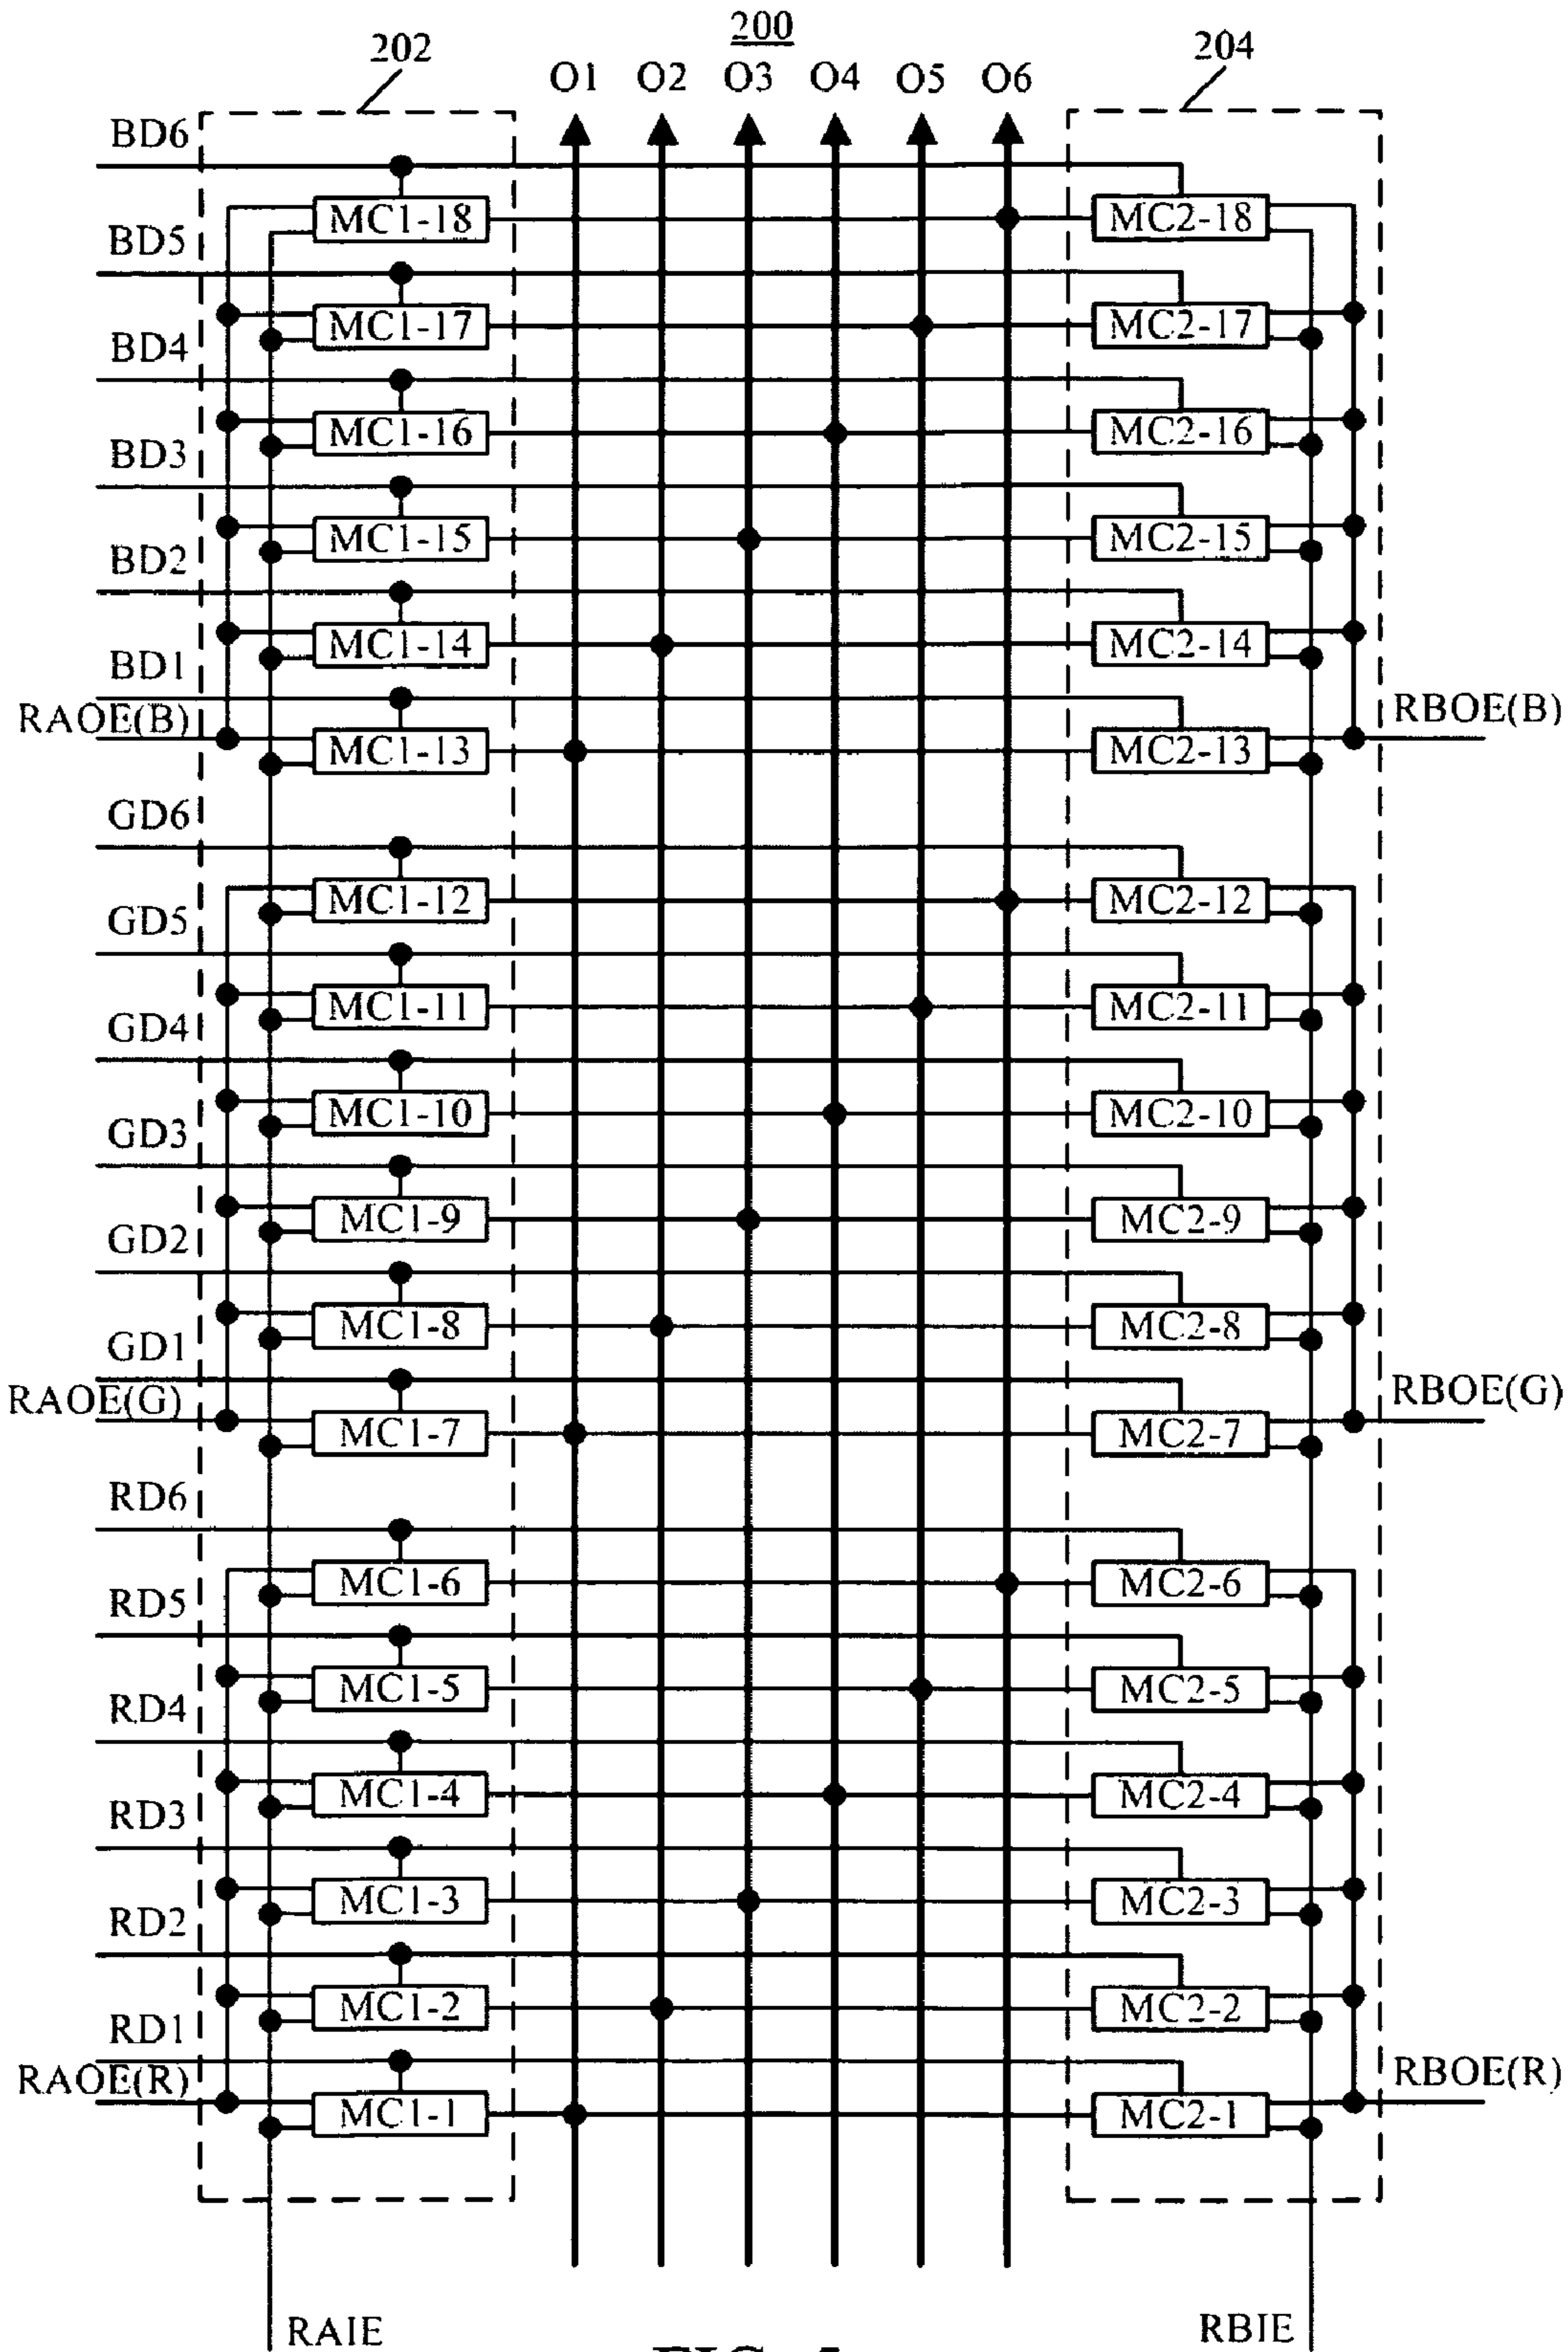 200
202
204
O1 O2 O3 O4 O5 O6
BD6
MC1-18 MC2-18
BD5
MC1-17 MC2-17
BD4
MC1-16 MC2-16
BD3
MC1-15 MC2-15
BD2
MC1-14 MC2-14
BD1
RAOE(B) RBOE(B)
MC1-13 MC2-13
GD6
MC1-12 MC2-12
GD5
MC1-11 MC2-11
GD4
MC1-10 MC2-10
GD3
MC1-9 MC2-9
GD2
MC1-8 MC2-8
GD1
RAOE(G) RBOE(G)
MC1-7 MC2-7
RD6
MC1-6 MC2-6
RD5
MC1-5 MC2-5
RD4
MC1-4 MC2-4
RD3
MC1-3 MC2-3
RD2
MC1-2 MC2-2
RD1
RAOE(R) RBOE(R)
MC1-1 MC2-1
RAIE RBIE